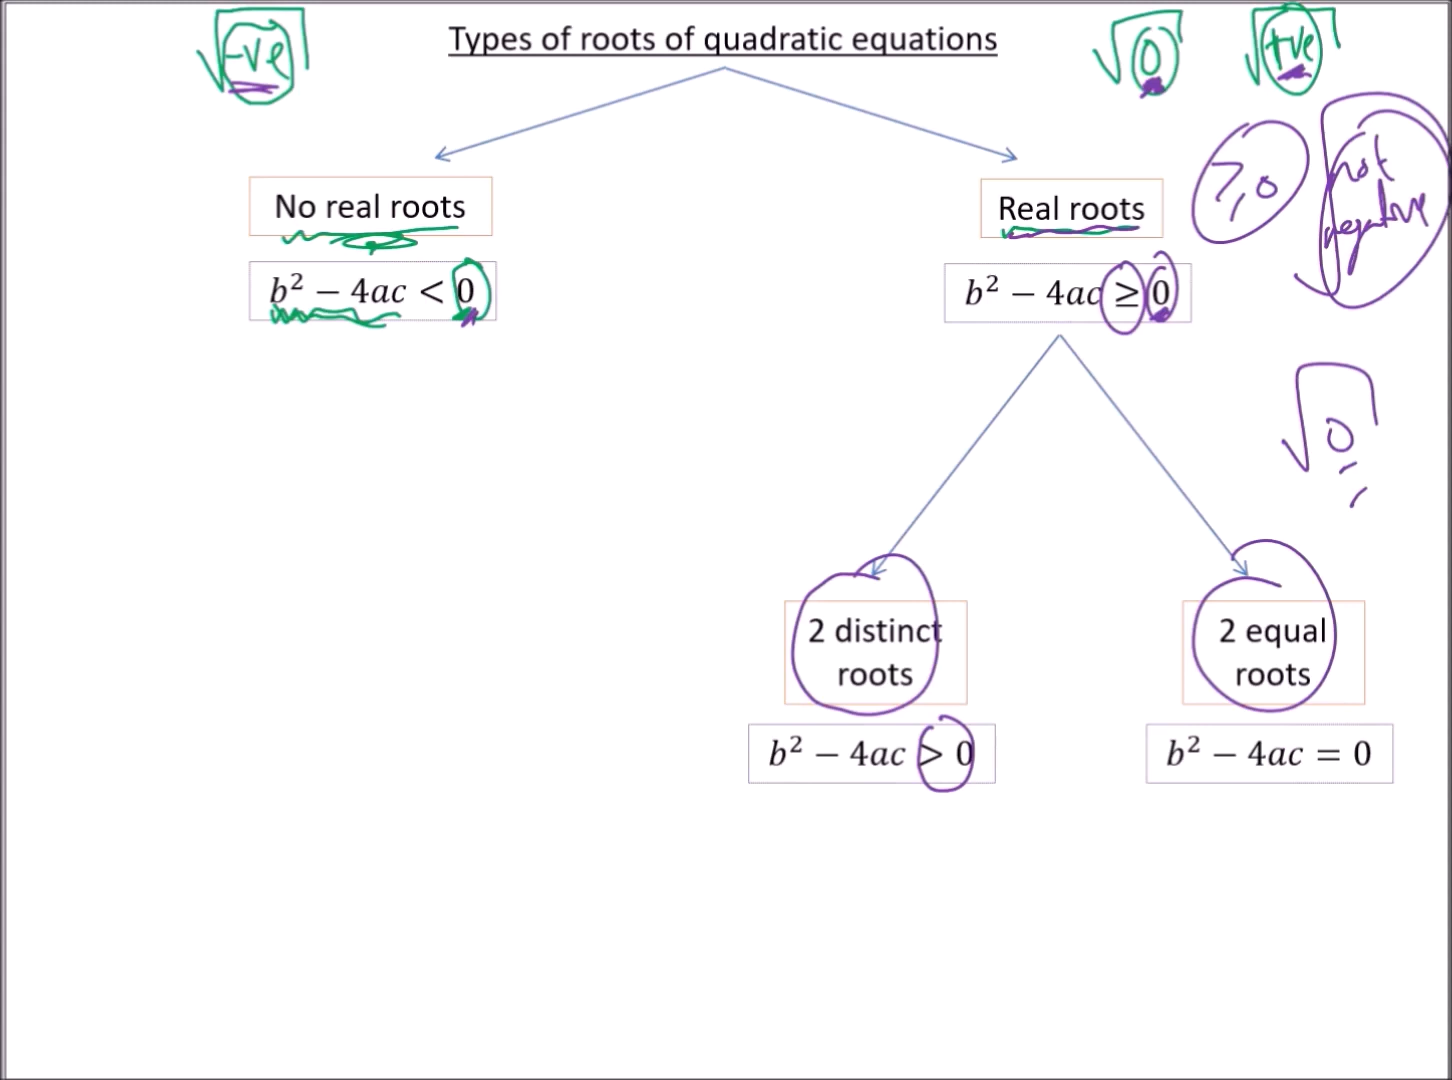 √-ve
Types of roots of quadratic equations
√0
√+ve
No real roots
Real roots
≥0
not
negative
b² − 4ac < 0
b² − 4ac ≥ 0
√0
2 distinct
roots
2 equal
roots
b² − 4ac > 0
b² − 4ac = 0